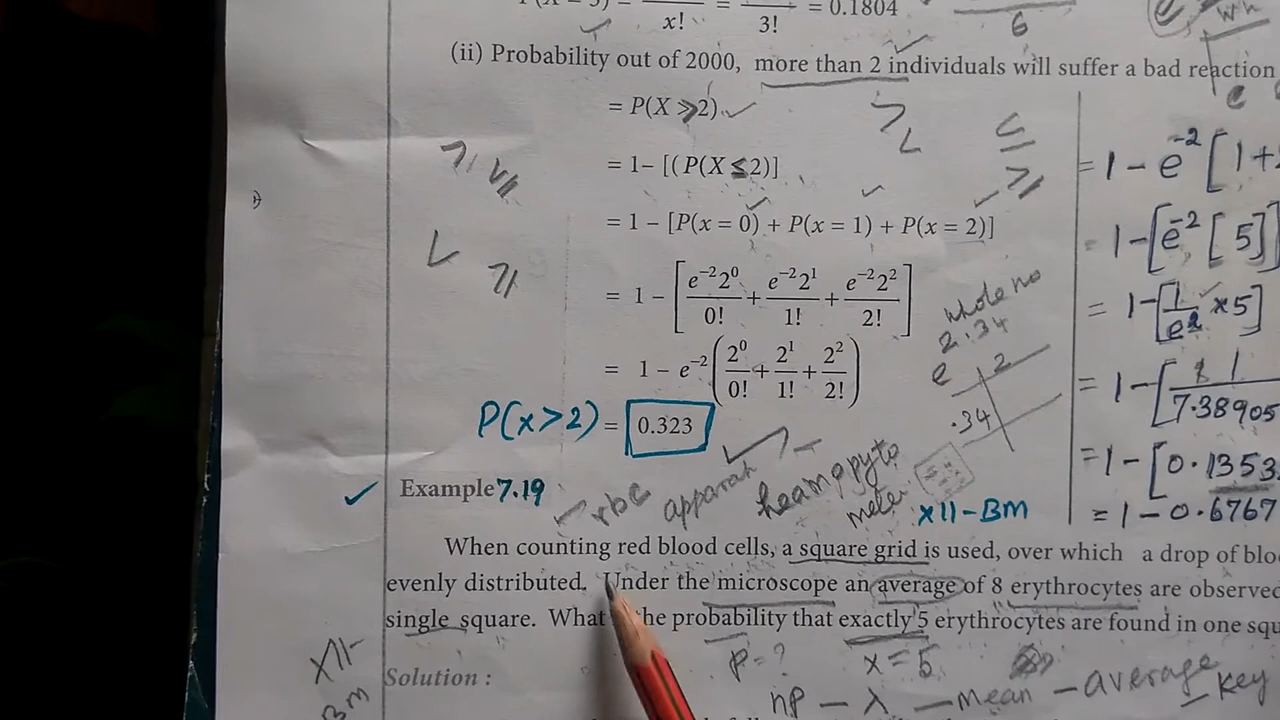 x! = 3! = 0.1804
6
(ii) Probability out of 2000, more than 2 individuals will suffer a bad reaction
= P(X > 2)
= 1- [(P(X ≤ 2)]
= 1 - [P(x = 0) + P(x = 1) + P(x = 2)]
= 1 - [e⁻²2⁰/0! + e⁻²2¹/1! + e⁻²2²/2!]
= 1 - e⁻²(2⁰/0! + 2¹/1! + 2²/2!)
P(x>2) = 0.323
= 1 - e⁻² [1+
= 1-[e⁻² [5]]
= 1-[1/e² ×5]
= 1-[1/7.38905
= 1-[0.1353
= 1-0.6767
whole no
2.34
e 2
.34
Example 7.19
rbc heamopyto
meter
XII-BM
When counting red blood cells, a square grid is used, over which a drop of
evenly distributed. Under the microscope an average of 8 erythrocytes are
single square. What the probability that exactly 5 erythrocytes are found in one
P=? x=5
Solution :
np - λ - mean - average - key
XII-
BM